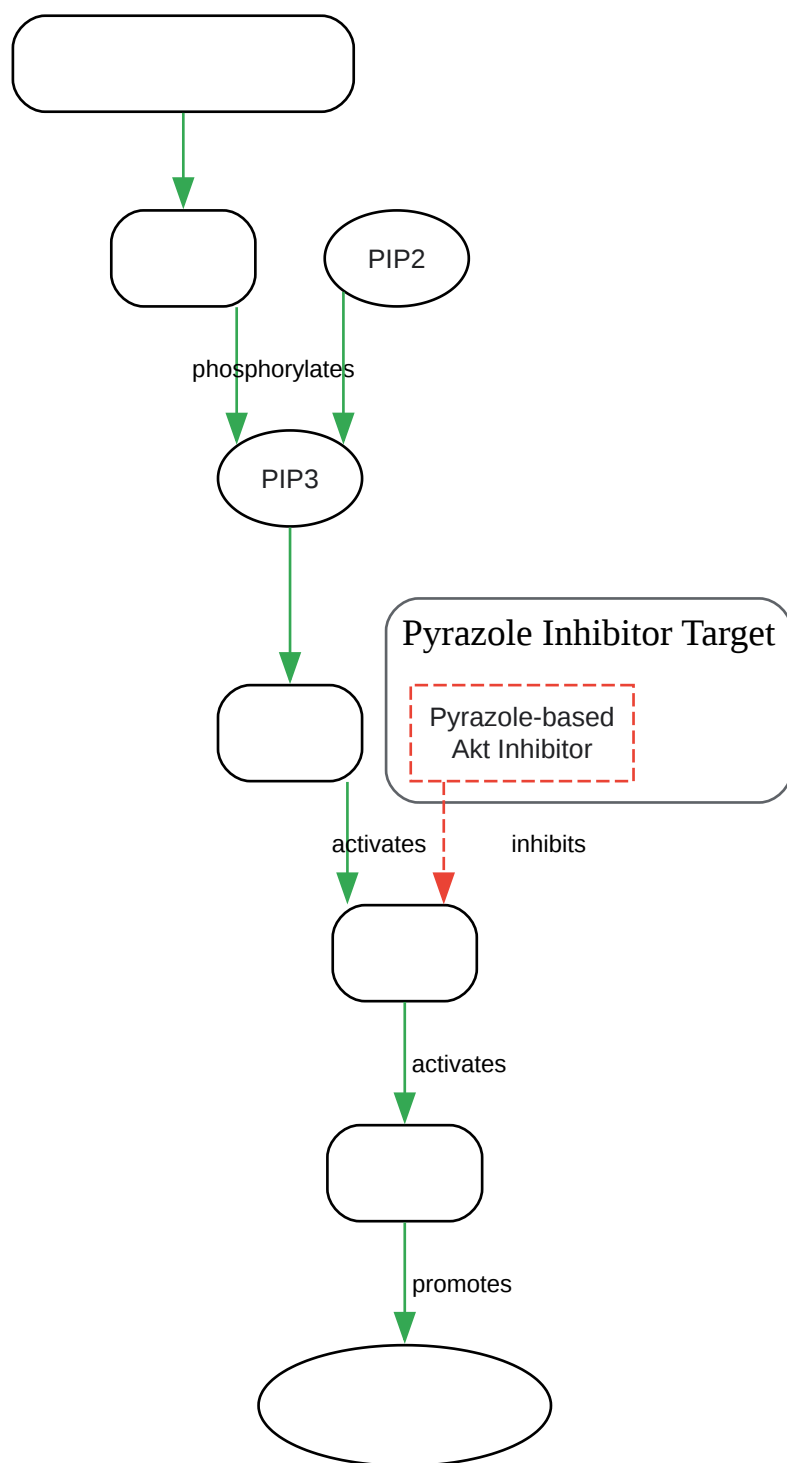 PIP2
phosphorylates
PIP3
Pyrazole Inhibitor Target
Pyrazole-based
Akt Inhibitor
activates
inhibits
activates
promotes